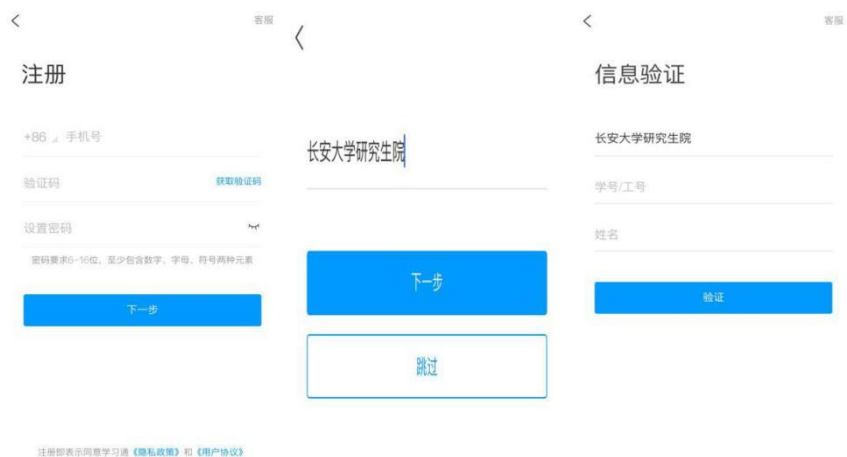 客服
注册
+86 手机号
验证码 获取验证码
设置密码
密码要求6-16位，至少包含数字、字母、符号两种元素
下一步
注册即表示同意学习通《隐私政策》和《用户协议》
长安大学研究生院
下一步
跳过
客服
信息验证
长安大学研究生院
学号/工号
姓名
验证